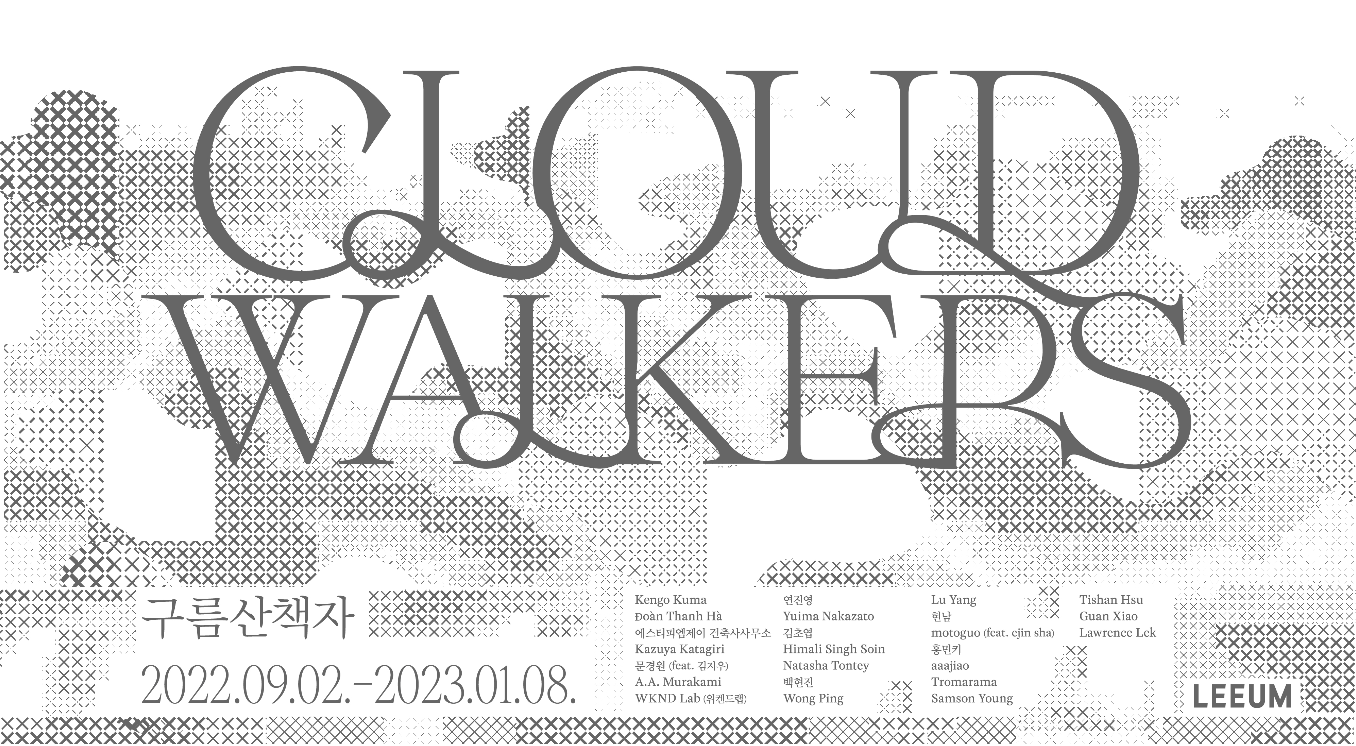 CLOUD
WALKERS
구름산책자
2022.09.02.–2023.01.08.
Kengo Kuma
Đoàn Thanh Hà
에스티피엠제이 건축사사무소
Kazuya Katagiri
문경원 (feat. 김지우)
A.A. Murakami
WKND Lab (위켄드랩)
연진영
Yuima Nakazato
김초엽
Himali Singh Soin
Natasha Tontey
백현진
Wong Ping
Lu Yang
현남
motoguo (feat. ejin sha)
홍민키
aaajiao
Tromarama
Samson Young
Tishan Hsu
Guan Xiao
Lawrence Lek
LEEUM